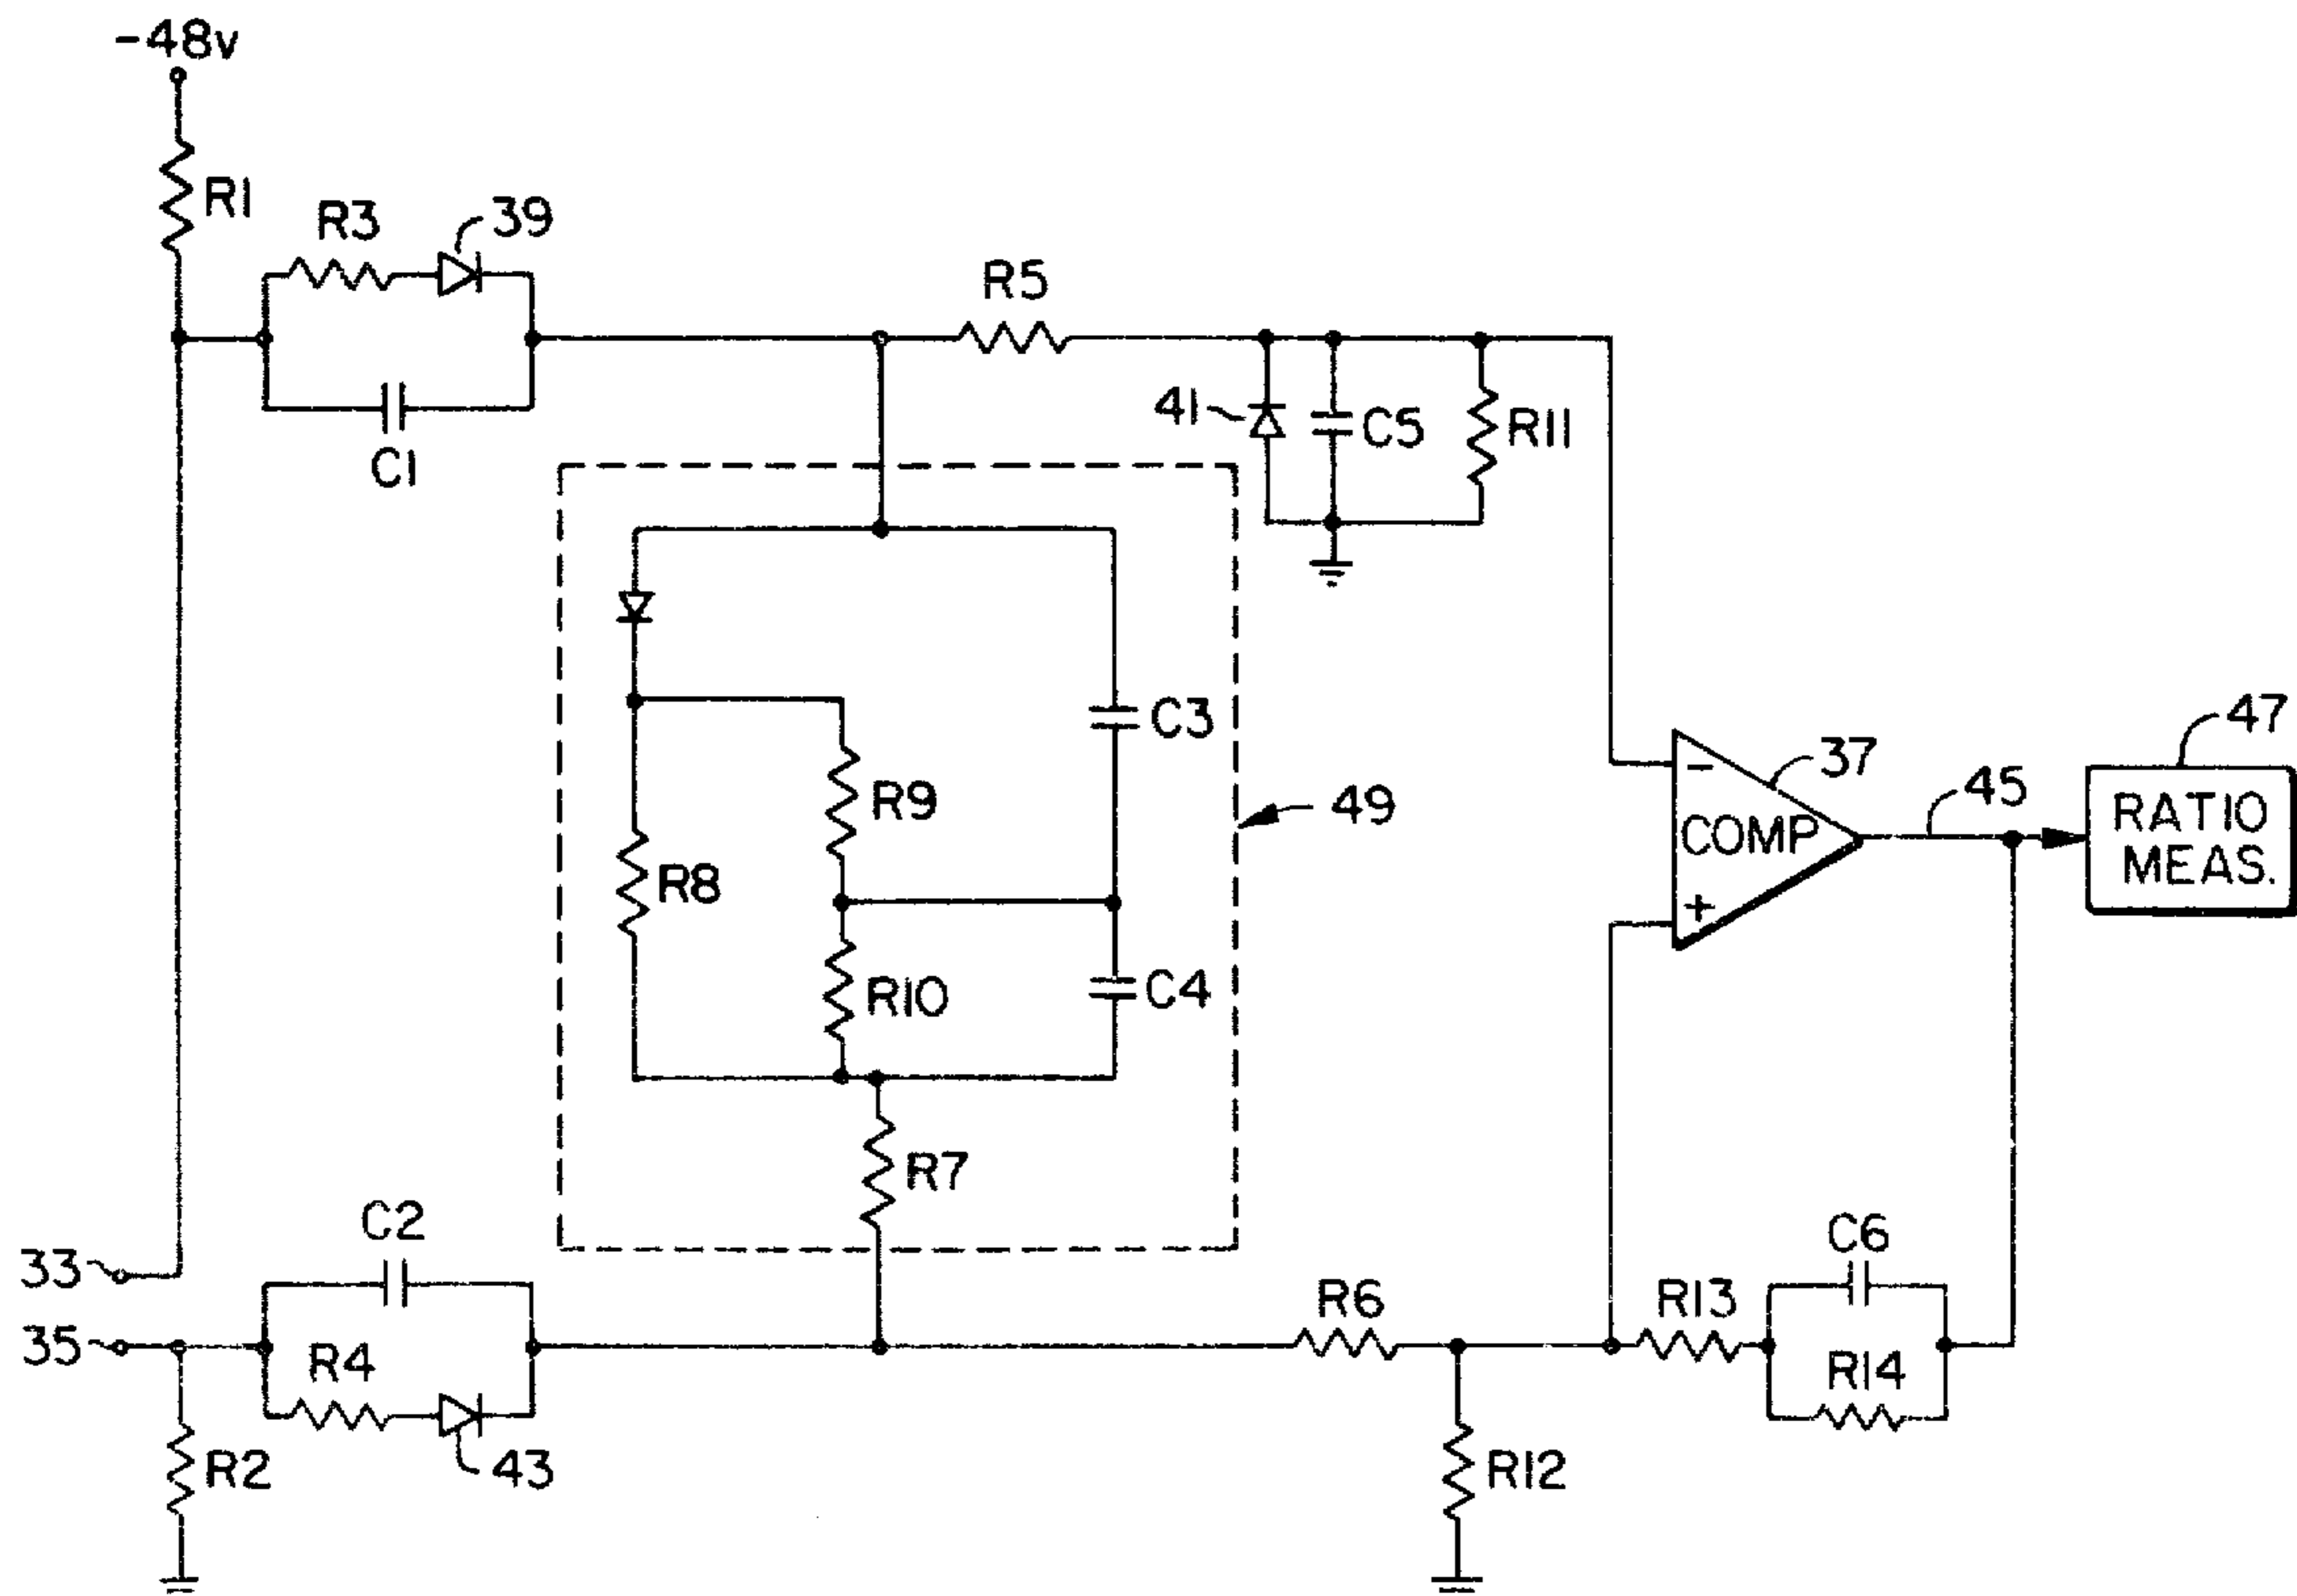 -48v
R1
R3
39
C1
R5
41
C5
R11
C3
R9
R8
49
R10
C4
R7
37
-
COMP
+
45
47
RATIO
MEAS.
33
35
C2
R4
43
R2
R6
R12
R13
C6
R14